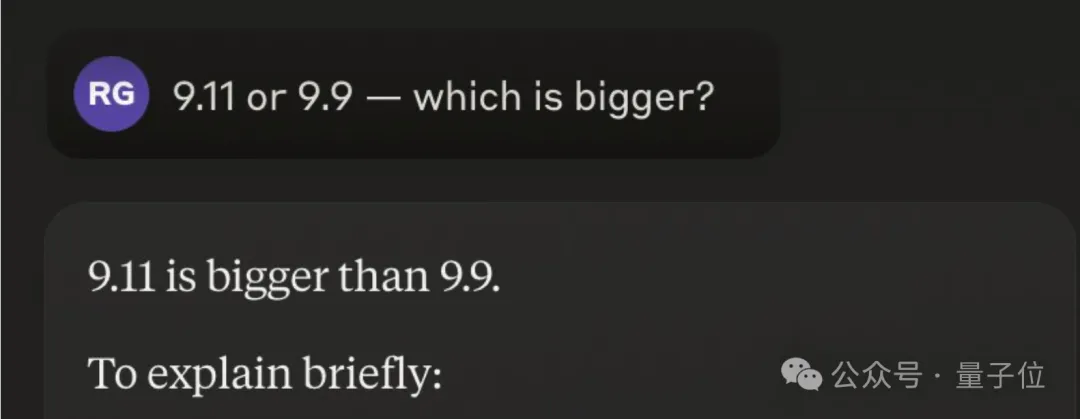 RG
9.11 or 9.9 — which is bigger?
9.11 is bigger than 9.9.
To explain briefly:
公众号 · 量子位